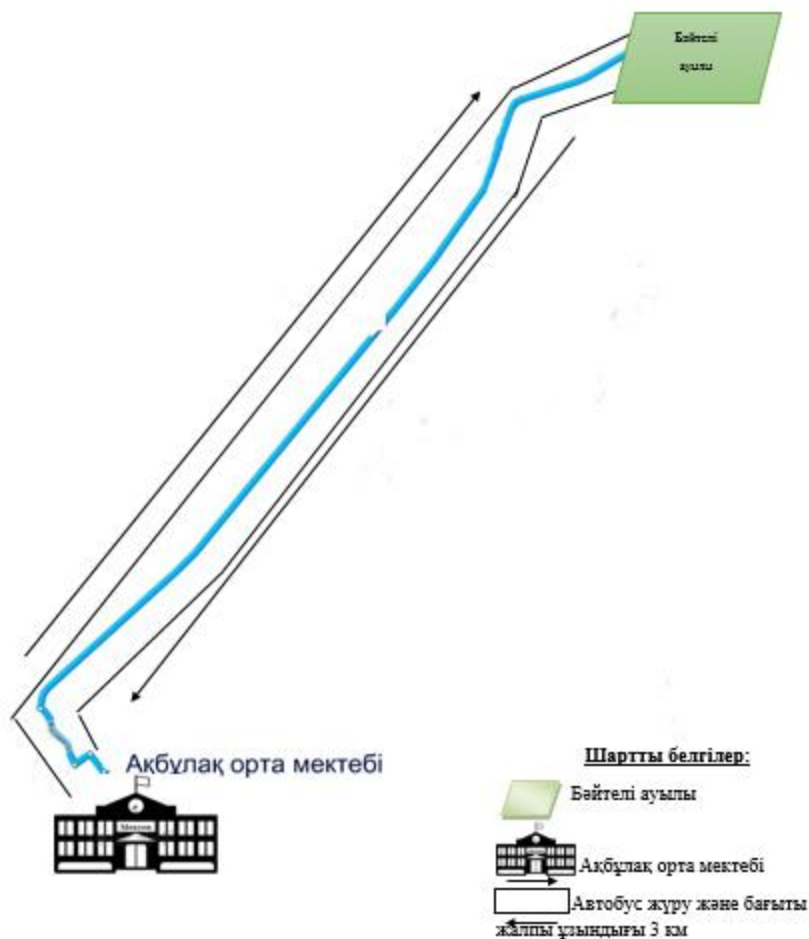 Бәйтелі
ауылы
Ақбұлақ орта мектебі
Мектеп
Шартты белгілер:
Бәйтелі ауылы
Ақбұлақ орта мектебі
Автобус жүру және бағыты
жалпы ұзындығы 3 км